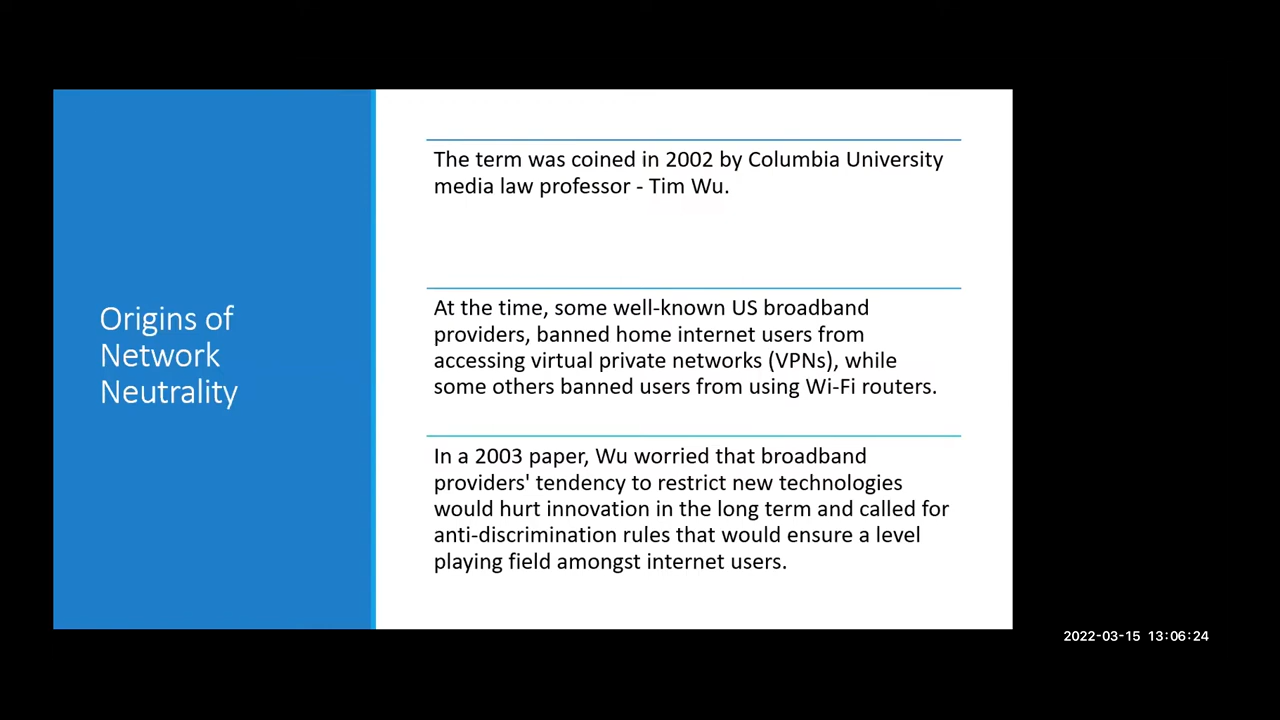 Origins of
Network
Neutrality
The term was coined in 2002 by Columbia University
media law professor - Tim Wu.
At the time, some well-known US broadband
providers, banned home internet users from
accessing virtual private networks (VPNs), while
some others banned users from using Wi-Fi routers.
In a 2003 paper, Wu worried that broadband
providers' tendency to restrict new technologies
would hurt innovation in the long term and called for
anti-discrimination rules that would ensure a level
playing field amongst internet users.
2022-03-15 13:06:24